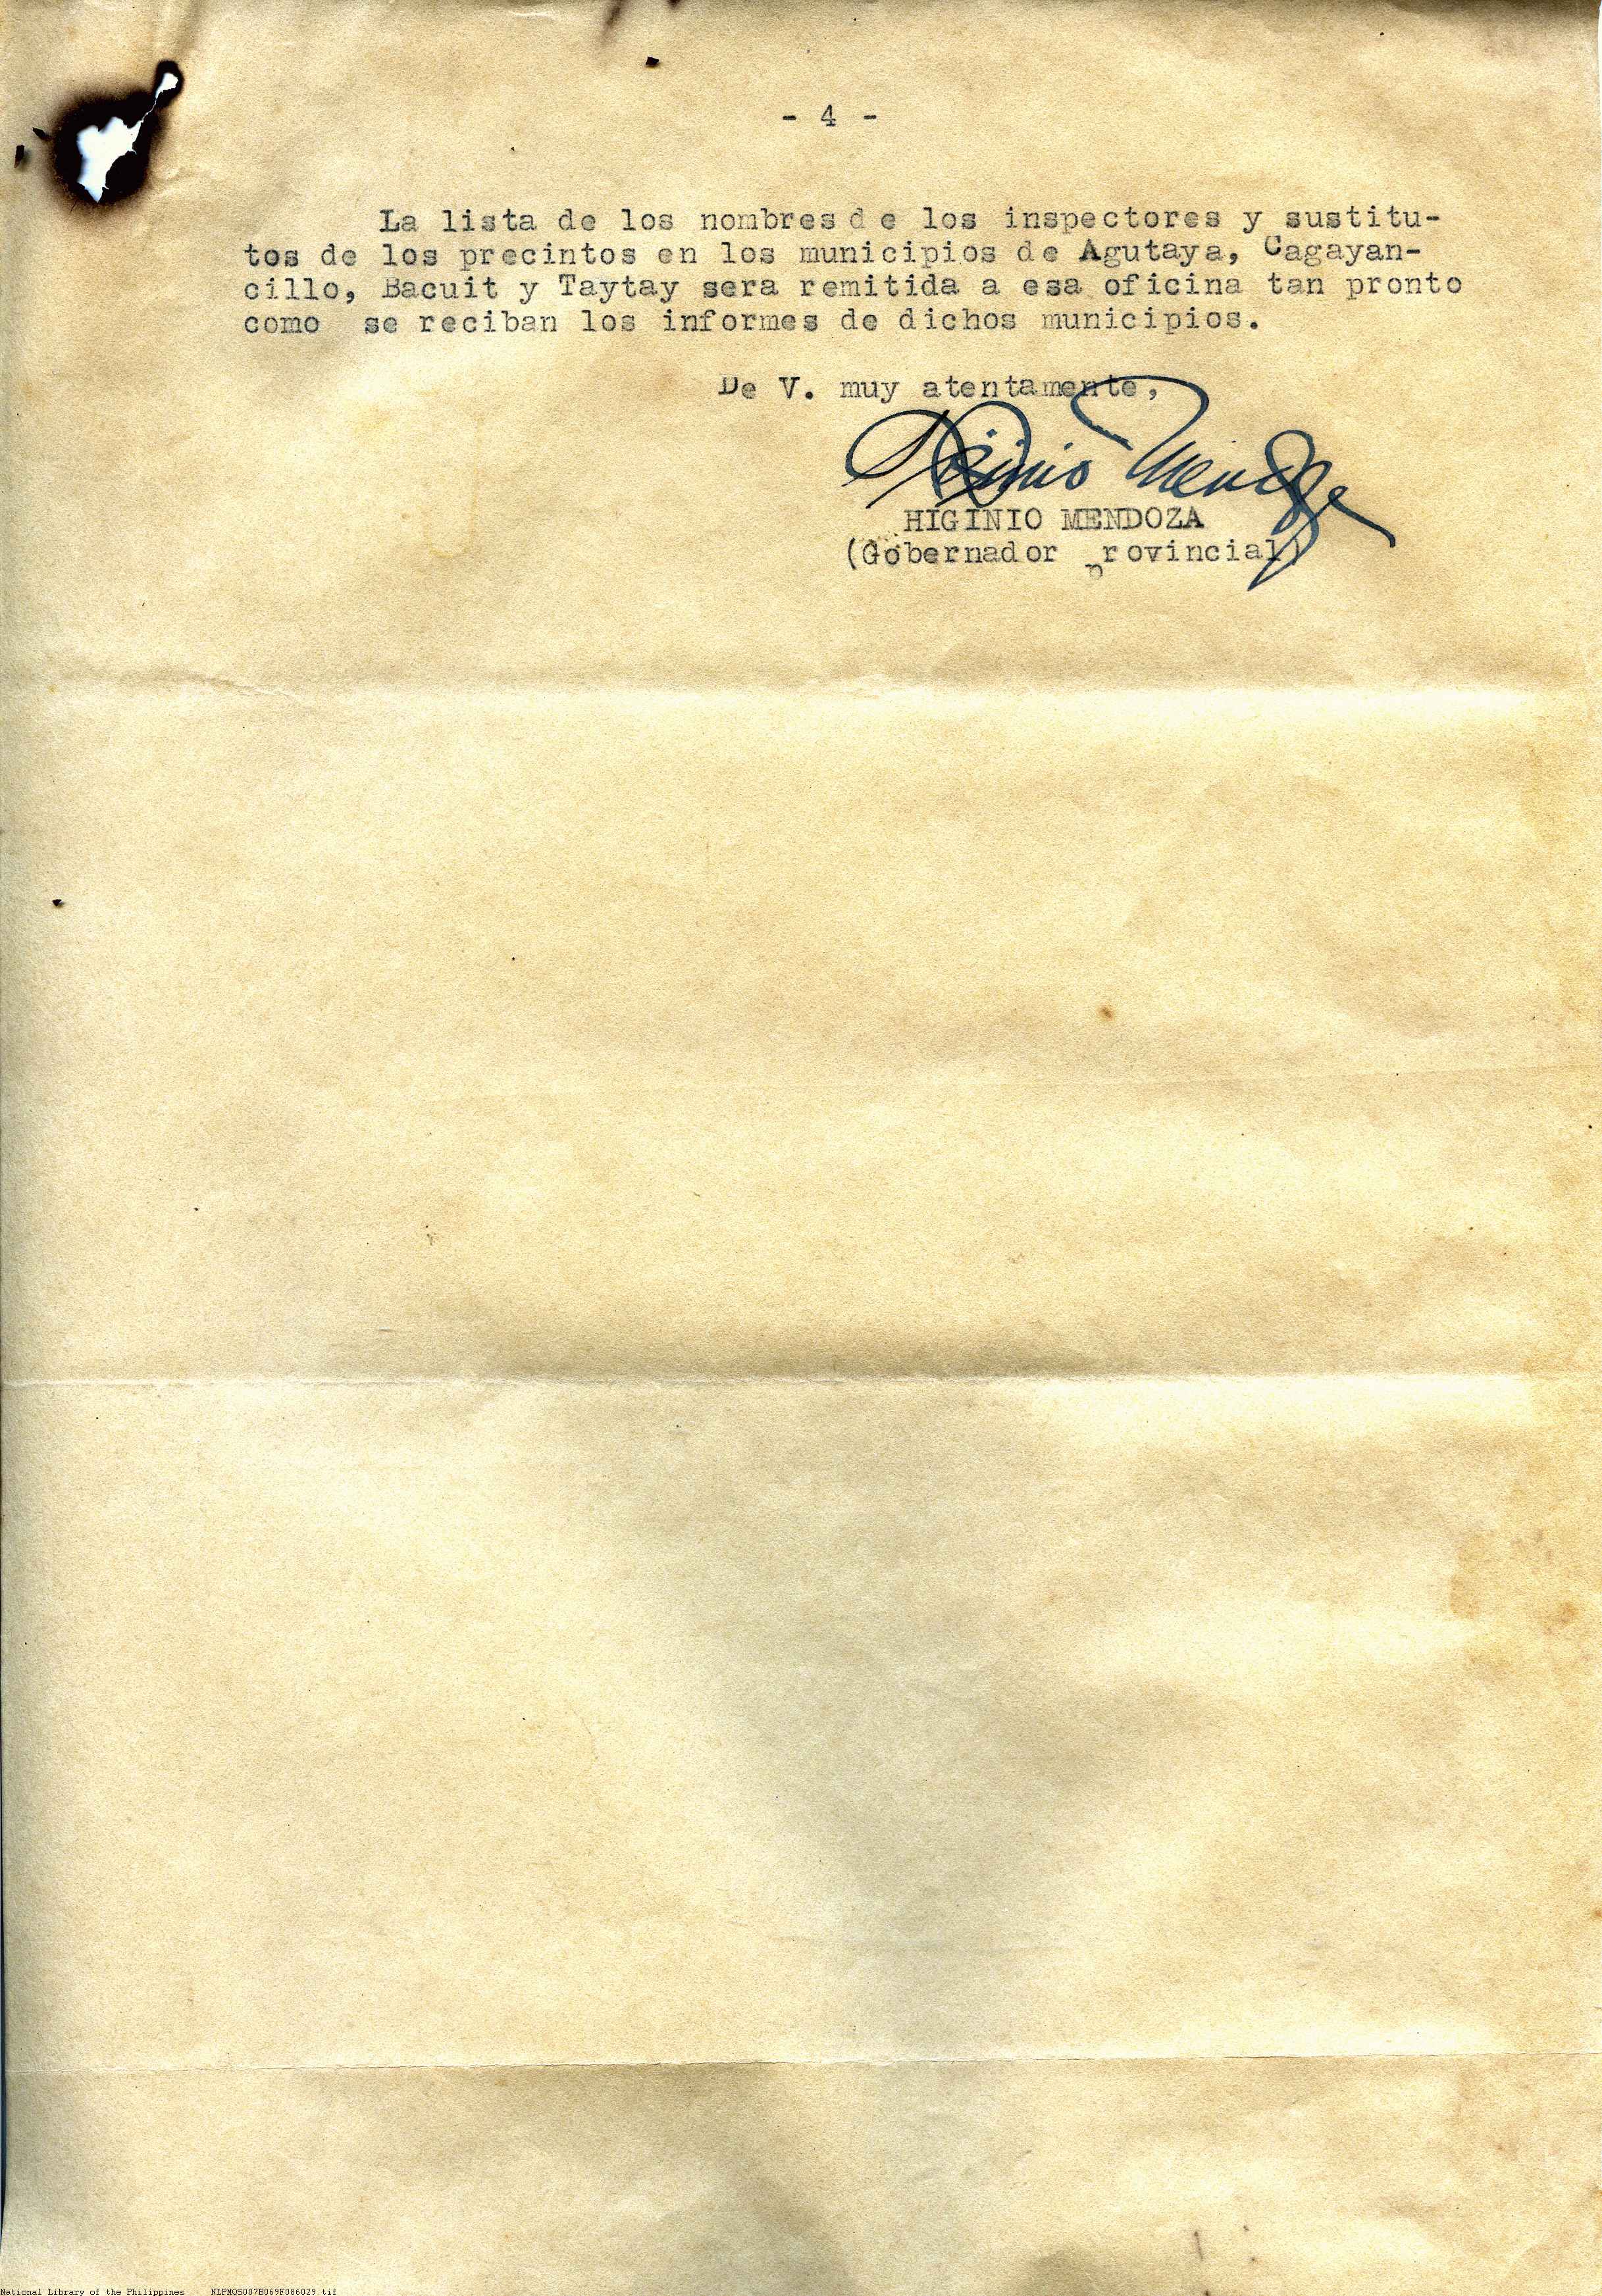 - 4 -
La lista de los nombres de los inspectores y sustitu-
tos de los precintos en los municipios de Agutaya, Cagayan-
cillo, Bacuit y Taytay sera remitida a esa oficina tan pronto
como se reciban los informes de dichos municipios.
De V. muy atentamente,
Higinio Mendoza
HIGINIO MENDOZA
(Gobernador Provincial)
National Library of the Philippines NLPMQS007B069F086029.tif